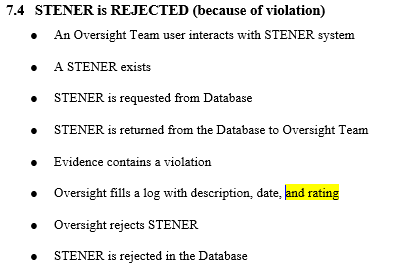 7.4 STENER is REJECTED (because of violation)
• An Oversight Team user interacts with STENER system
• A STENER exists
• STENER is requested from Database
• STENER is returned from the Database to Oversight Team
• Evidence contains a violation
• Oversight fills a log with description, date, and rating
• Oversight rejects STENER
• STENER is rejected in the Database